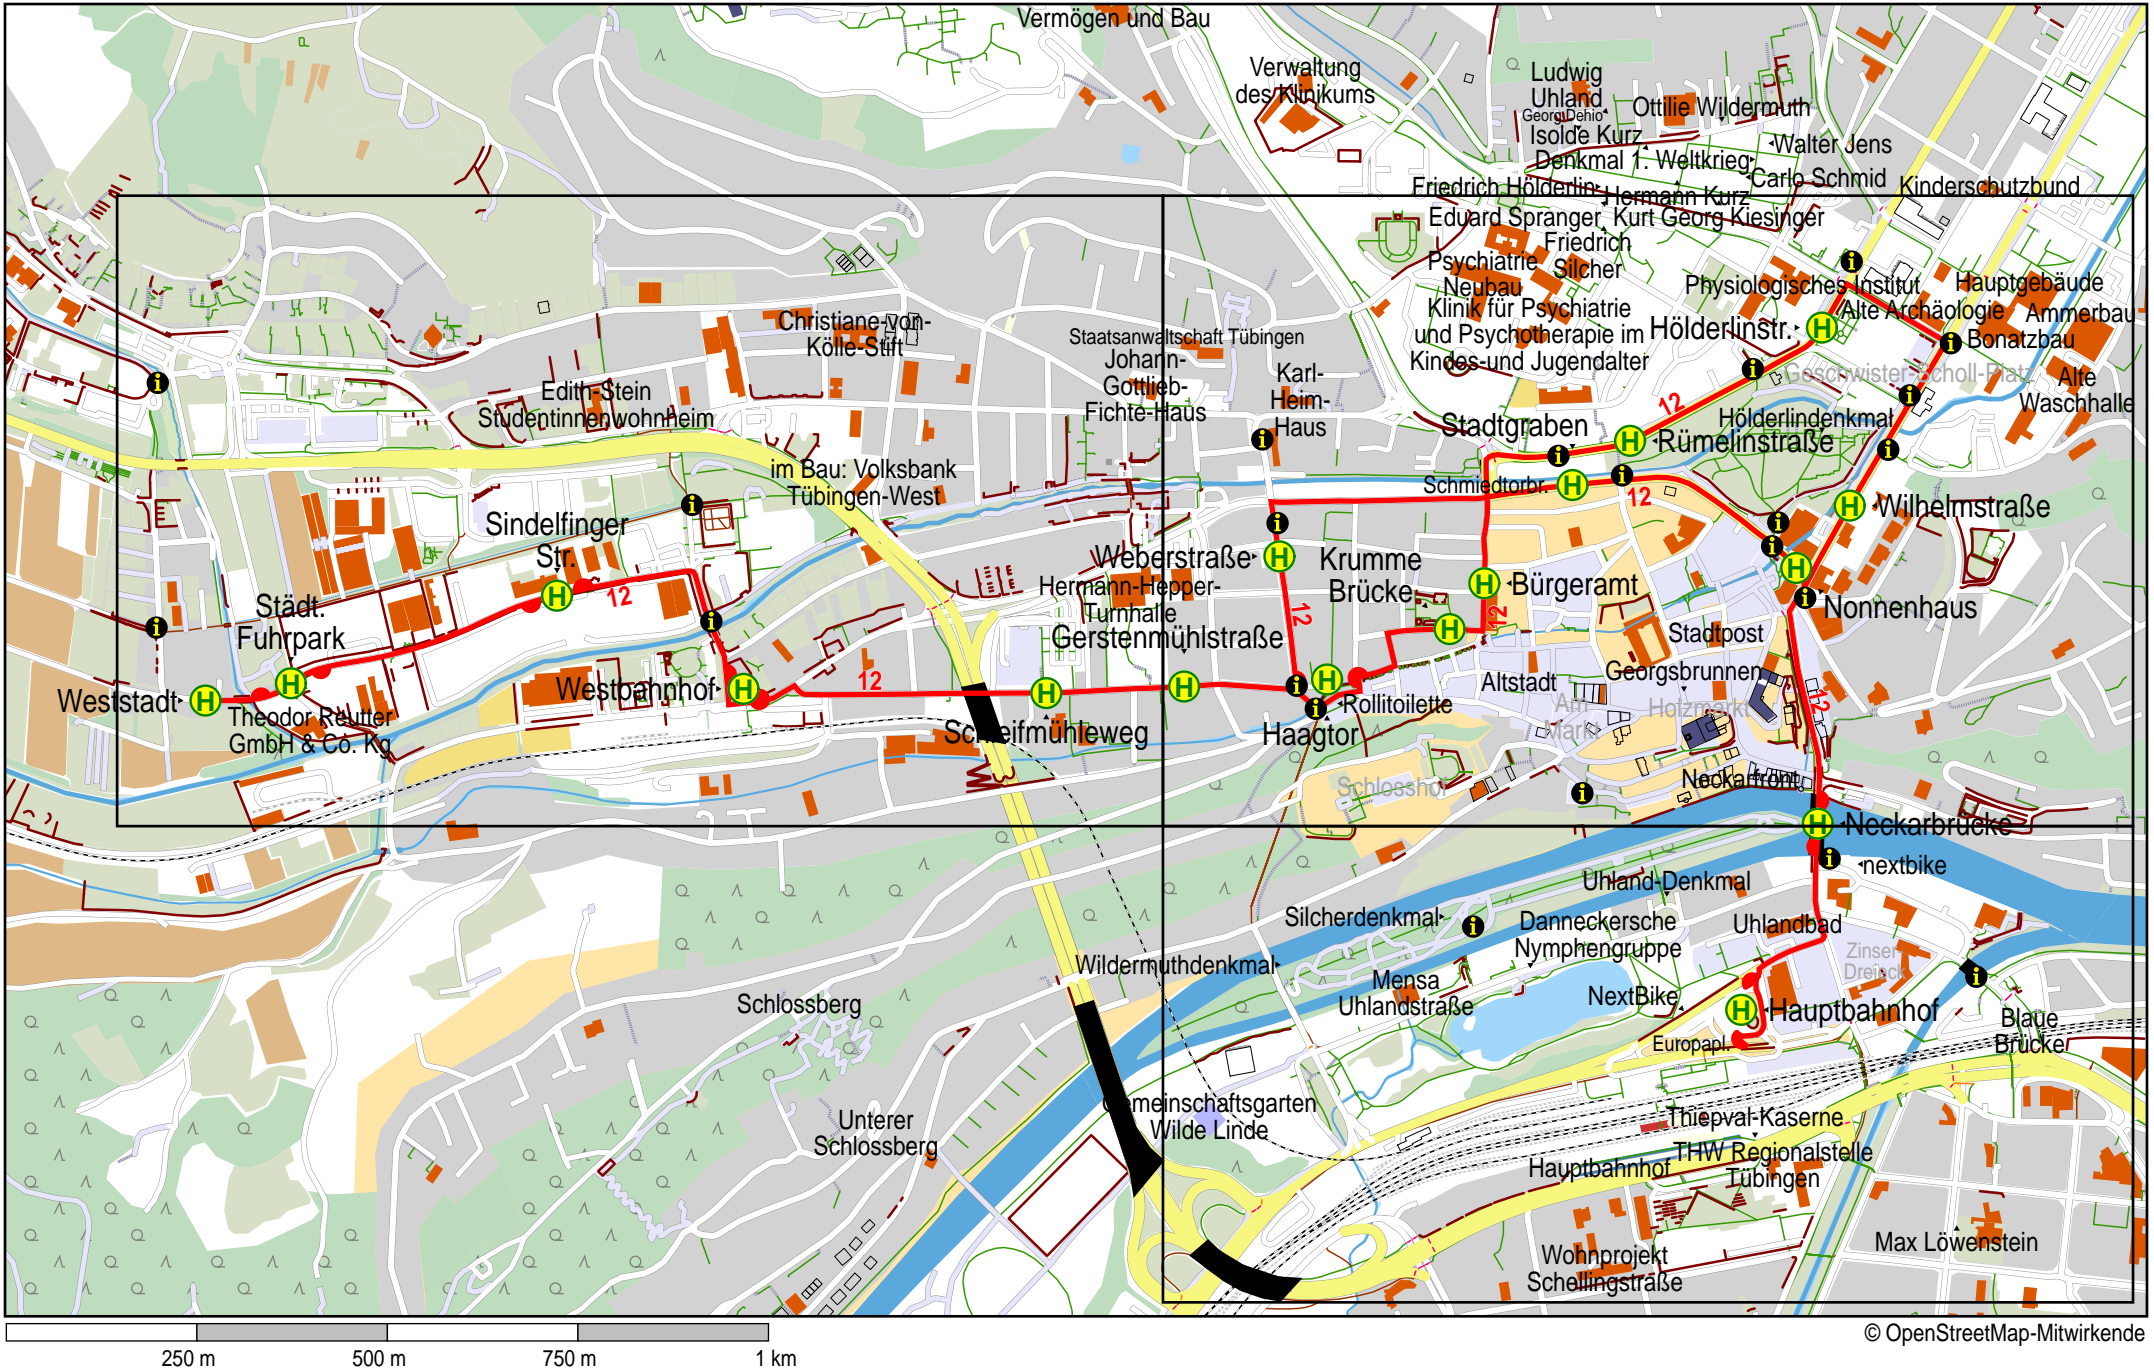 Vermögen und Bau
Verwaltung
des Klinikums
Ludwig
Uhland
Georg Dehio
Ottilie Wildermuth
Isolde Kurz
Walter Jens
Denkmal 1. Weltkrieg
Carlo Schmid
Friedrich Hölderlin
Hermann Kurz
Kinderschutzbund
Eduard Spranger
Kurt Georg Kiesinger
Friedrich
Silcher
Psychiatrie
Neubau
Physiologisches Institut
Hauptgebäude
Klinik für Psychiatrie
und Psychotherapie im
Kindes-und Jugendalter
Hölderlinstr.
Alte Archäologie
Ammerbau
Bonatzbau
Christiane-von-
Kölle-Stift
Staatsanwaltschaft Tübingen
Johann-
Gottlieb-
Fichte-Haus
Karl-
Heim-
Haus
Geschwister-Scholl-Platz
Alte
Waschhalle
Edith-Stein
Studentinnenwohnheim
12
Stadtgraben
Hölderlindenkmal
Rümelinstraße
im Bau: Volksbank
Tübingen-West
Schmiedtorbr.
12
Wilhelmstraße
Sindelfinger
Str.
Weberstraße
Krumme
Brücke
Bürgeramt
Hermann-Hepper-
Turnhalle
12
12
12
Nonnenhaus
Städt.
Fuhrpark
Gerstenmühlstraße
Stadtpost
Georgsbrunnen
Weststadt
Westbahnhof
12
Altstadt
12
Theodor Reutter
GmbH & Co. Kg
Rollitoilette
Am
Markt
Holzmarkt
Schleifmühleweg
Haagtor
Schlosshof
Neckarfront
Neckarbrücke
nextbike
Uhland-Denkmal
Silcherdenkmal
Danneckersche
Nymphengruppe
Uhlandbad
Zinser-
Dreieck
Wildermuthdenkmal
Mensa
Uhlandstraße
NextBike
Hauptbahnhof
Schlossberg
Europapl.
Blaue
Brücke
Unterer
Schlossberg
Gemeinschaftsgarten
Wilde Linde
Thiepval-Kaserne
THW Regionalstelle
Tübingen
Hauptbahnhof
Max Löwenstein
Wohnprojekt
Schellingstraße
© OpenStreetMap-Mitwirkende
250 m
500 m
750 m
1 km